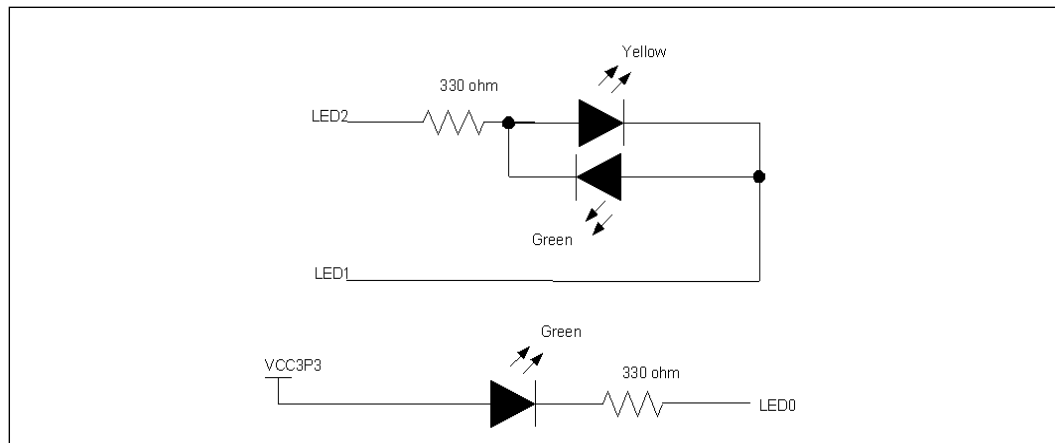 Yellow
330 ohm
LED2
Green
LED1
Green
VCC3P3
330 ohm
LED0